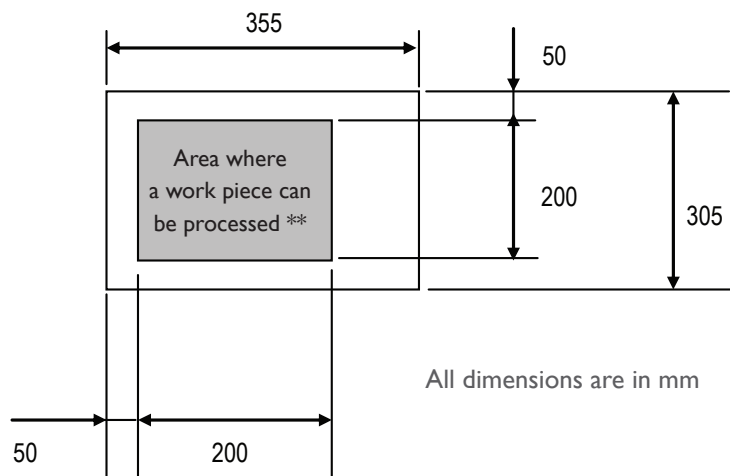 355
50
Area where
a work piece can
be processed **
200
305
All dimensions are in mm
50
200